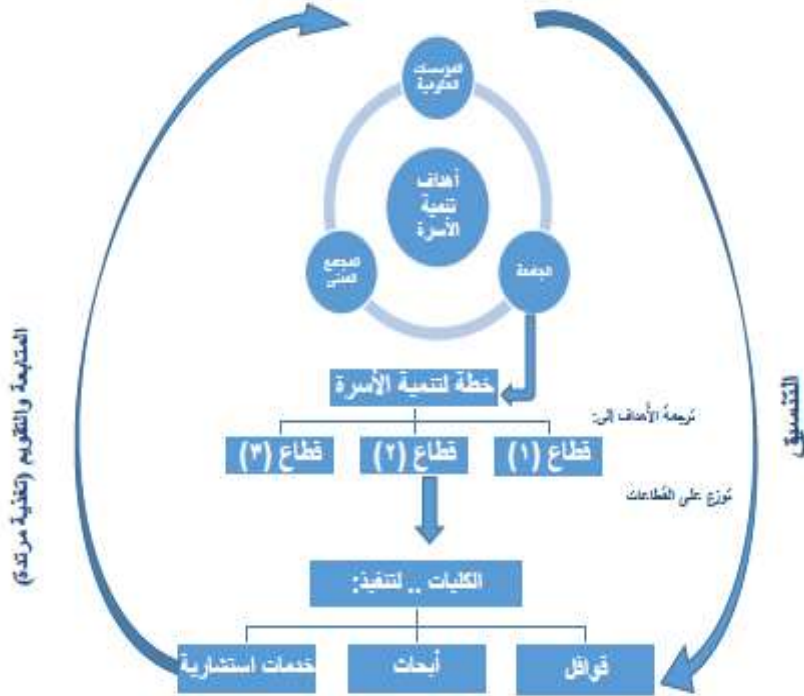 المؤسسات
الحكومية
أهداف
تنمية
الأسرة
الجامعة
المجتمع
المدنى
خطة لتنمية الأسرة
ترجمة الأهداف إلى:
قطاع (١)
قطاع (٢)
قطاع (٣)
توزع على القطاعات
الكليات .. لتنفيذ:
قوافل
أبحاث
خدمات استشارية
التنسيق
المتابعة والتقويم (تغذية مرتدة)